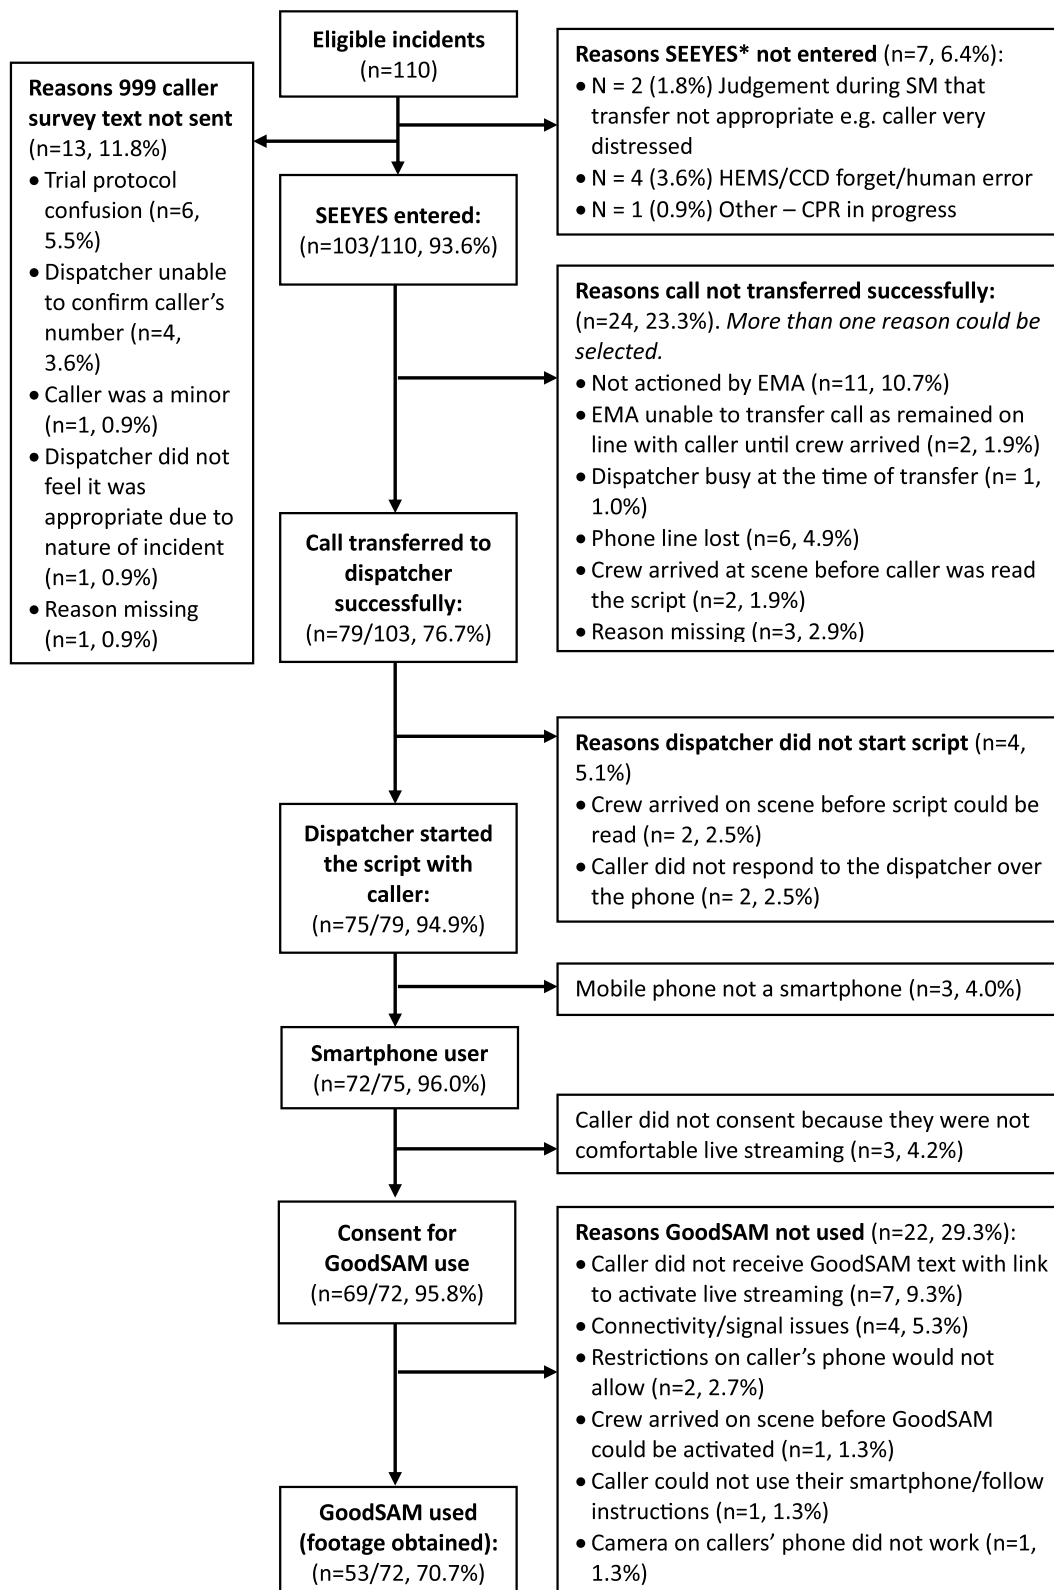 Eligible incidents
(n=110)
Reasons 999 caller
survey text not sent
(n=13, 11.8%)
• Trial protocol
confusion (n=6,
5.5%)
• Dispatcher unable
to confirm caller’s
number (n=4,
3.6%)
• Caller was a minor
(n=1, 0.9%)
• Dispatcher did not
feel it was
appropriate due to
nature of incident
(n=1, 0.9%)
• Reason missing
(n=1, 0.9%)
Reasons SEEYES* not entered (n=7, 6.4%):
• N = 2 (1.8%) Judgement during SM that
transfer not appropriate e.g. caller very
distressed
• N = 4 (3.6%) HEMS/CCD forget/human error
• N = 1 (0.9%) Other – CPR in progress
SEEYES entered:
(n=103/110, 93.6%)
Reasons call not transferred successfully:
(n=24, 23.3%). More than one reason could be
selected.
• Not actioned by EMA (n=11, 10.7%)
• EMA unable to transfer call as remained on
line with caller until crew arrived (n=2, 1.9%)
• Dispatcher busy at the time of transfer (n= 1,
1.0%)
• Phone line lost (n=6, 4.9%)
• Crew arrived at scene before caller was read
the script (n=2, 1.9%)
• Reason missing (n=3, 2.9%)
Call transferred to
dispatcher
successfully:
(n=79/103, 76.7%)
Reasons dispatcher did not start script (n=4,
5.1%)
• Crew arrived on scene before script could be
read (n= 2, 2.5%)
• Caller did not respond to the dispatcher over
the phone (n= 2, 2.5%)
Dispatcher started
the script with
caller:
(n=75/79, 94.9%)
Mobile phone not a smartphone (n=3, 4.0%)
Smartphone user
(n=72/75, 96.0%)
Caller did not consent because they were not
comfortable live streaming (n=3, 4.2%)
Consent for
GoodSAM use
(n=69/72, 95.8%)
Reasons GoodSAM not used (n=22, 29.3%):
• Caller did not receive GoodSAM text with link
to activate live streaming (n=7, 9.3%)
• Connectivity/signal issues (n=4, 5.3%)
• Restrictions on caller’s phone would not
allow (n=2, 2.7%)
• Crew arrived on scene before GoodSAM
could be activated (n=1, 1.3%)
• Caller could not use their smartphone/follow
instructions (n=1, 1.3%)
• Camera on callers’ phone did not work (n=1,
1.3%)
GoodSAM used
(footage obtained):
(n=53/72, 70.7%)